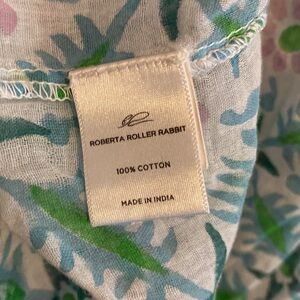 ROBERTA ROLLER RABBIT
100% COTTON
MADE IN INDIA